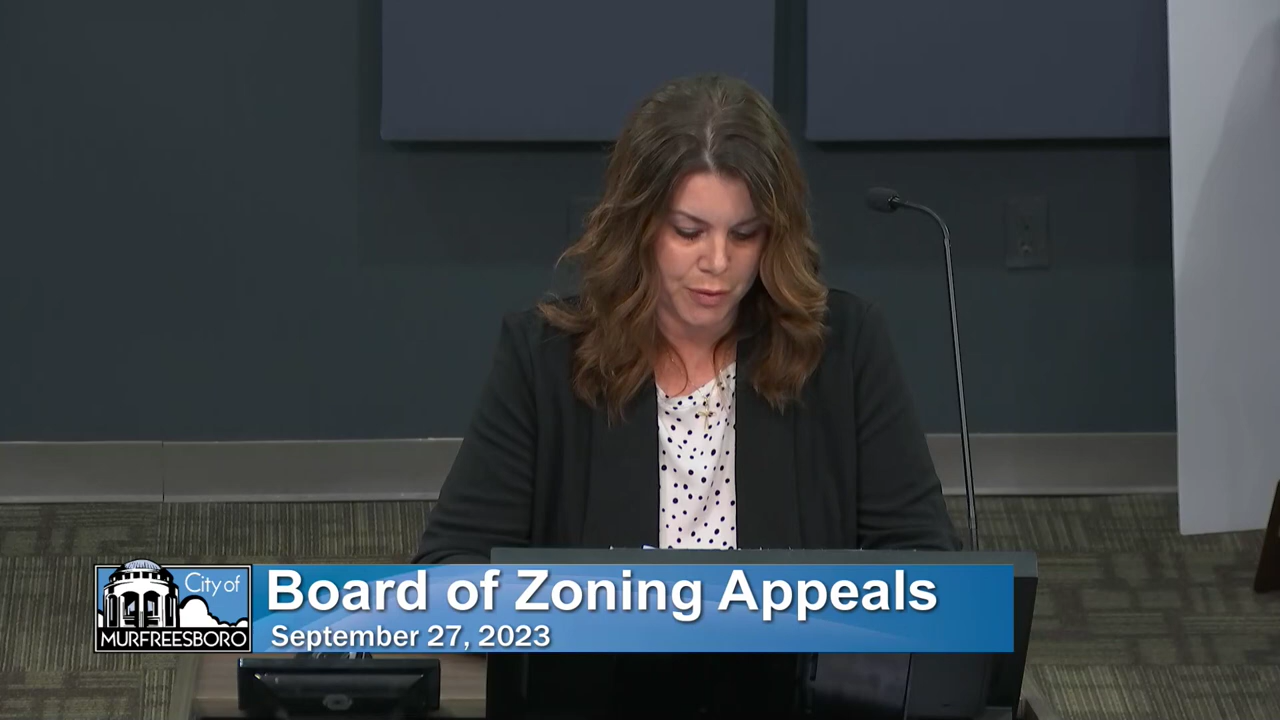 City of
MURFREESBORO
Board of Zoning Appeals
September 27, 2023